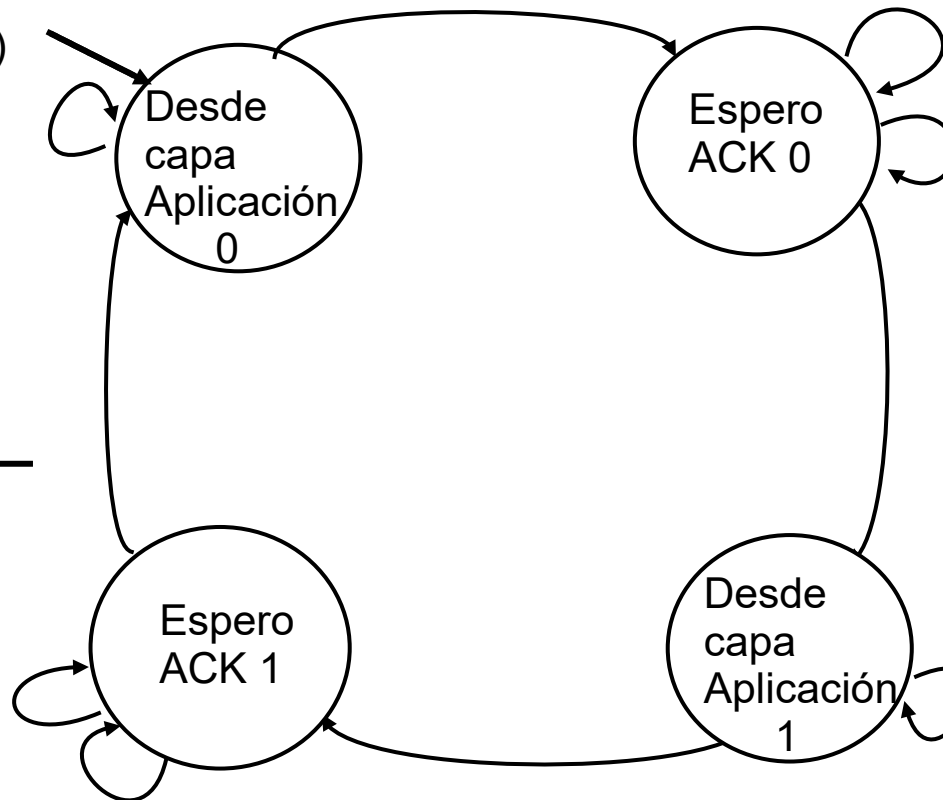 Desde
capa
Aplicación
0
Espero
ACK 0
Espero
ACK 1
Desde
capa
Aplicación
1